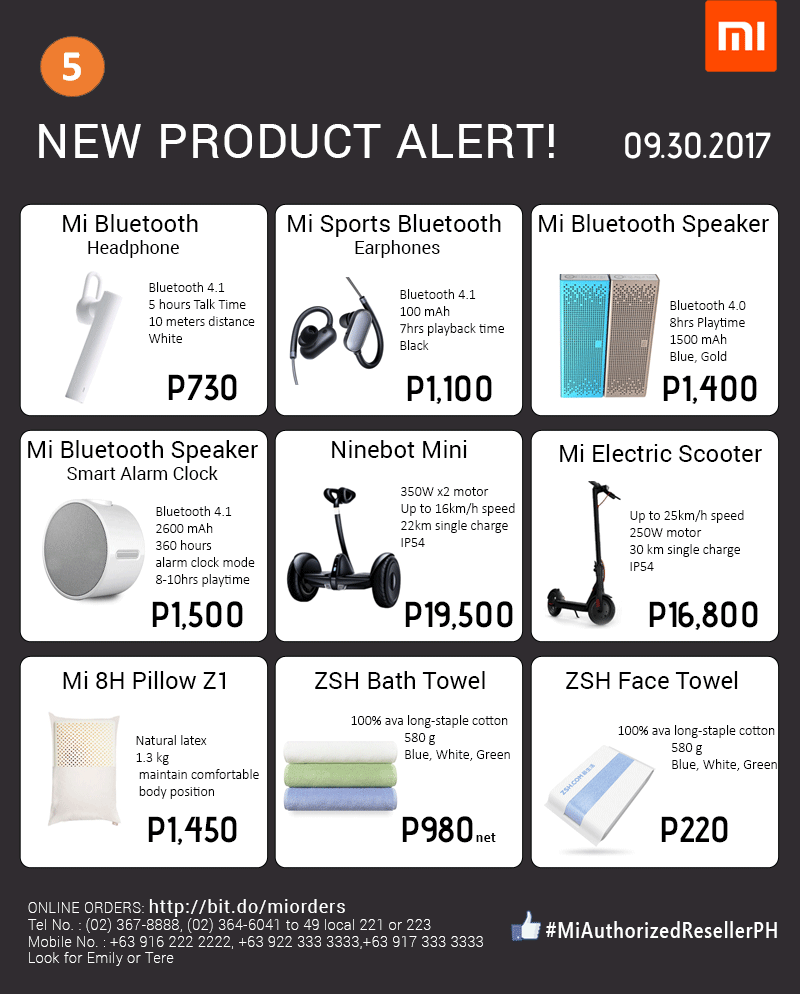 mi
5
NEW PRODUCT ALERT!
09.30.2017
Mi Bluetooth
Headphone
Bluetooth 4.1
5 hours Talk Time
10 meters distance
White
P730
Mi Sports Bluetooth
Earphones
Bluetooth 4.1
100 mAh
7hrs playback time
Black
P1,100
Mi Bluetooth Speaker
Bluetooth 4.0
8hrs Playtime
1500 mAh
Blue, Gold
P1,400
Mi Bluetooth Speaker
Smart Alarm Clock
Bluetooth 4.1
2600 mAh
360 hours
alarm clock mode
8-10hrs playtime
P1,500
Ninebot Mini
350W x2 motor
Up to 16km/h speed
22km single charge
IP54
P19,500
Mi Electric Scooter
Up to 25km/h speed
250W motor
30 km single charge
IP54
P16,800
Mi 8H Pillow Z1
Natural latex
1.3 kg
maintain comfortable
body position
P1,450
ZSH Bath Towel
100% ava long-staple cotton
580 g
Blue, White, Green
P980 net
ZSH Face Towel
100% ava long-staple cotton
580 g
Blue, White, Green
ZSH.COM
P220
ONLINE ORDERS: http://bit.do/miorders
Tel No. : (02) 367-8888, (02) 364-6041 to 49 local 221 or 223
Mobile No. : +63 916 222 2222, +63 922 333 3333,+63 917 333 3333
Look for Emily or Tere
#MiAuthorizedResellerPH